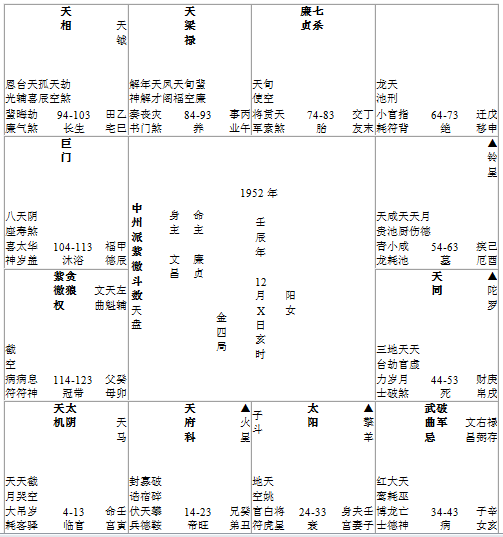 天相
天钺
恩台天孤天劫
光辅喜辰空煞
蜚晦劫 94-103 田乙
廉气煞 长生 宅巳
天梁禄
解年天凤天旬蜚
神解才阁福空廉
奏丧灾 84-93 事丙
书门煞 养 业午
廉贞 七杀
天旬
使空
将贯天 74-83 交丁
军索煞 胎 友未
龙天
池刑
小官指 64-73 迁戊
耗符背 绝 移申
巨门
八天阴
座寿煞
喜太华 104-113 福甲
神岁盖 沐浴 德辰
中州派紫微斗数天盘
身主 文昌
命主 廉贞
金四局
1952 年
壬辰年
12月X日亥时
阳女
▲铃星
天咸天天月
贵池厨伤德
青小咸 54-63 疾己
龙耗池 墓 厄酉
紫微权 贪狼
文曲 天魁 左辅
截
空
病病息 114-123 父癸
符符神 冠带 母卯
天同
▲陀罗
三地天天
台劫官虚
力岁月 44-53 财庚
士破煞 死 帛戌
天机 太阴
天马
天天截
月哭空
大吊岁 4-13 命壬
耗客驿 临官 宫寅
天府科
▲火星
封寡破
诰宿碎
伏天攀 14-23 兄癸
兵德鞍 帝旺 弟丑
子斗
太阳
▲擎羊
地天
空姚
官白将 24-33 身夫壬
符虎星 衰 宫妻子
武曲忌 破军
文昌 右弼 禄存
红大天
鸾耗巫
博龙亡 34-43 子辛
士德神 病 女亥